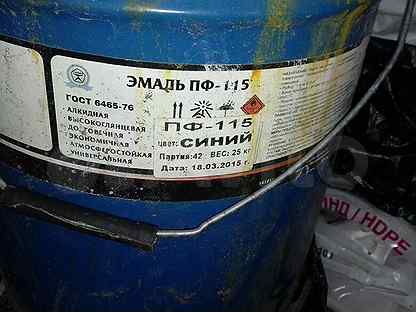 ЭМАЛЬ ПФ-115
ГОСТ 6465-76
АЛКИДНАЯ
ВЫСОКОГЛЯНЦЕВАЯ
ДОЛГОВЕЧНАЯ
ЭКОНОМИЧНАЯ
АТМОСФЕРОСТОЙКАЯ
УНИВЕРСАЛЬНАЯ
ПФ-115
ЦВЕТ: СИНИЙ
Партия: 42 ВЕС: 25 кг
Дата: 18.03.2015 г.
НД / HDPE